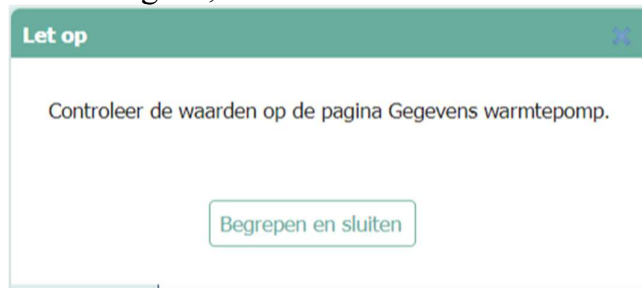 Let op
Controleer de waarden op de pagina Gegevens warmtepomp.
Begrepen en sluiten